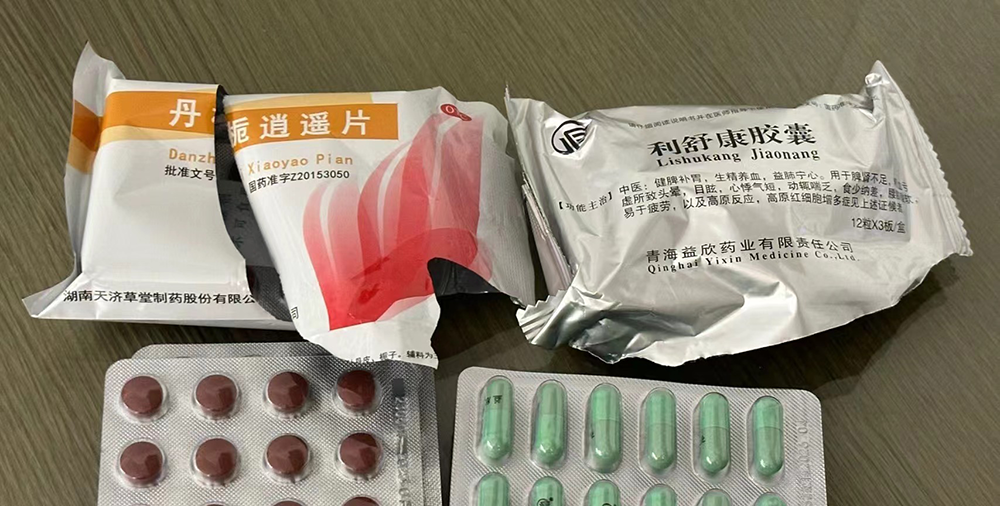 丹
栀逍遥片
Danzh
Xiaoyao Pian
批准文号
国药准字Z20153050
湖南天济草堂制药股份有限公
司
辅料为
利舒康胶囊
Lishukang Jiaonang
【功能主治】
中医：健脾补胃，生精养血，益肺宁心。用于脾肾不足，
虚所致头晕，目眩，心悸气短，动辄喘乏，食少纳差，
易于疲劳，以及高原反应，高原红细胞增多症见上述证候者
12粒X3板/盒
青海益欣药业有限责任公司
Qinghai Yixin Medicine Co.,Ltd.